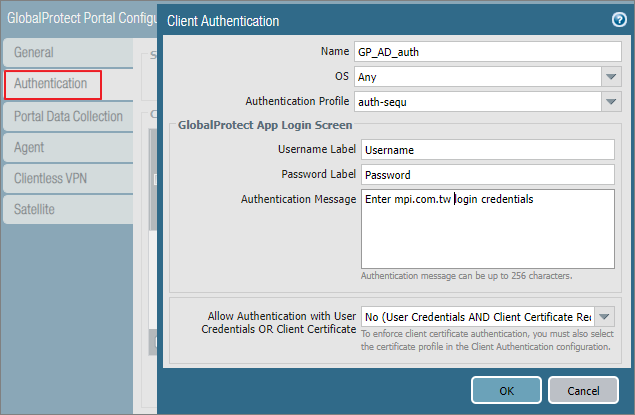 GlobalProtect Portal Configu
General
Authentication
Portal Data Collection
Agent
Clientless VPN
Satellite
Client Authentication
Name GP_AD_auth
OS Any
Authentication Profile auth-sequ
GlobalProtect App Login Screen
Username Label Username
Password Label Password
Authentication Message Enter mpi.com.tw login credentials
Authentication message can be up to 256 characters.
Allow Authentication with User
Credentials OR Client Certificate
No (User Credentials AND Client Certificate Rec
To enforce client certificate authentication, you must also select
the certificate profile in the Client Authentication configuration.
OK
Cancel